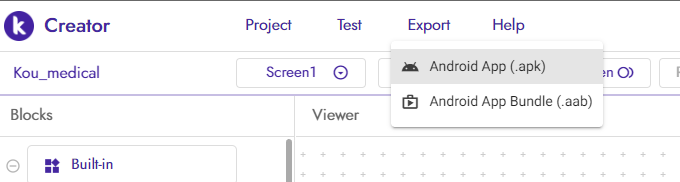 Creator Project Test Export Help
Kou_medical Screen1 Android App (.apk)
Android App Bundle (.aab)
Blocks Viewer
Built-in